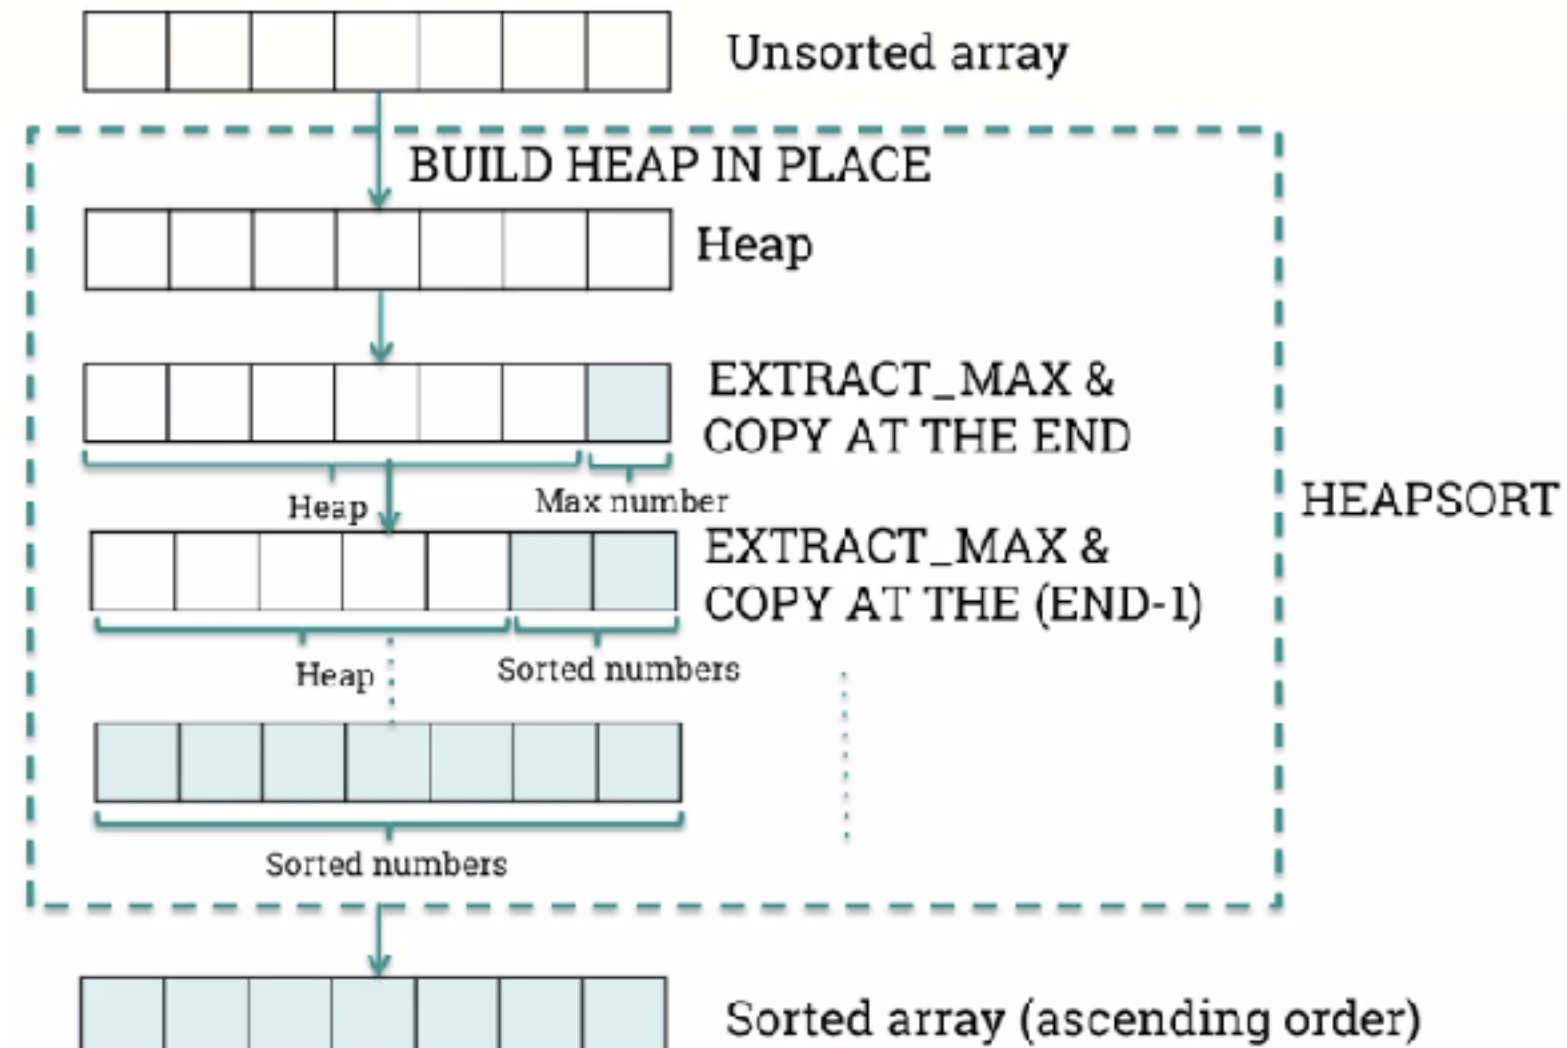 Unsorted array
BUILD HEAP IN PLACE
Heap
EXTRACT_MAX &
COPY AT THE END
Heap
Max number
HEAPSORT
EXTRACT_MAX &
COPY AT THE (END-1)
Heap
Sorted numbers
Sorted numbers
Sorted array (ascending order)